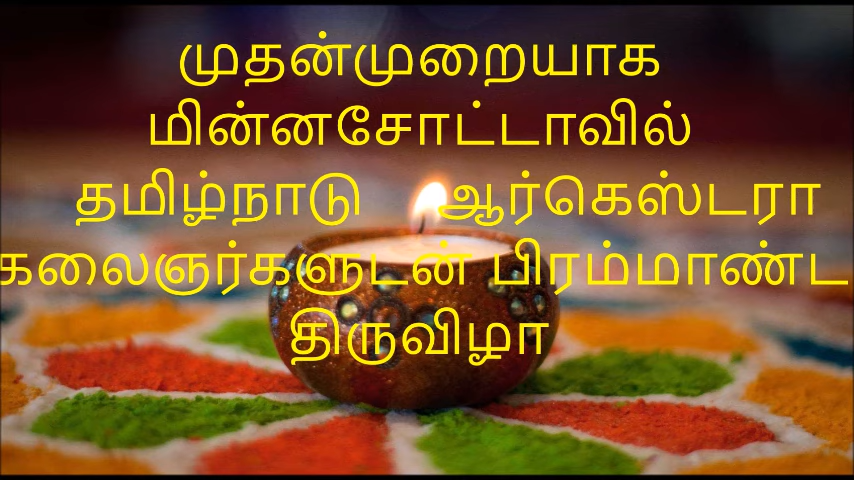 முதன்முறையாக
மின்னசோட்டாவில்
தமிழ்நாடு ஆர்கெஸ்டரா
கலைஞர்களுடன் பிரம்மாண்ட
திருவிழா